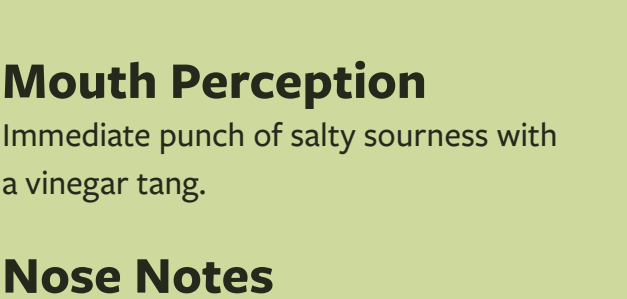 Mouth Perception
Immediate punch of salty sourness with
a vinegar tang.
Nose Notes